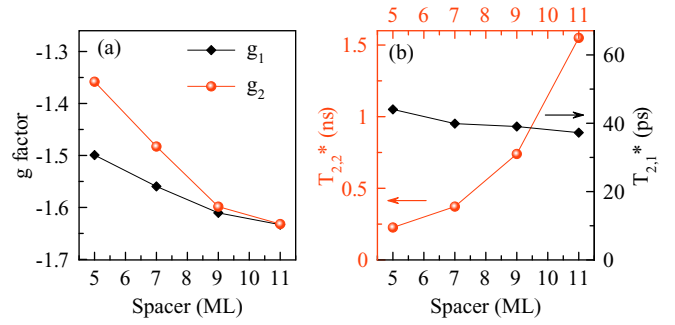 5 6 7 8 9 10 11
(a)
g₁
g₂
-1.3
-1.4
-1.5
-1.6
-1.7
g factor
5 6 7 8 9 10 11
Spacer (ML)
(b)
1.5
1
0.5
0
T₂,₂* (ns)
60
40
20
0
T₂,₁* (ps)
5 6 7 8 9 10 11
Spacer (ML)